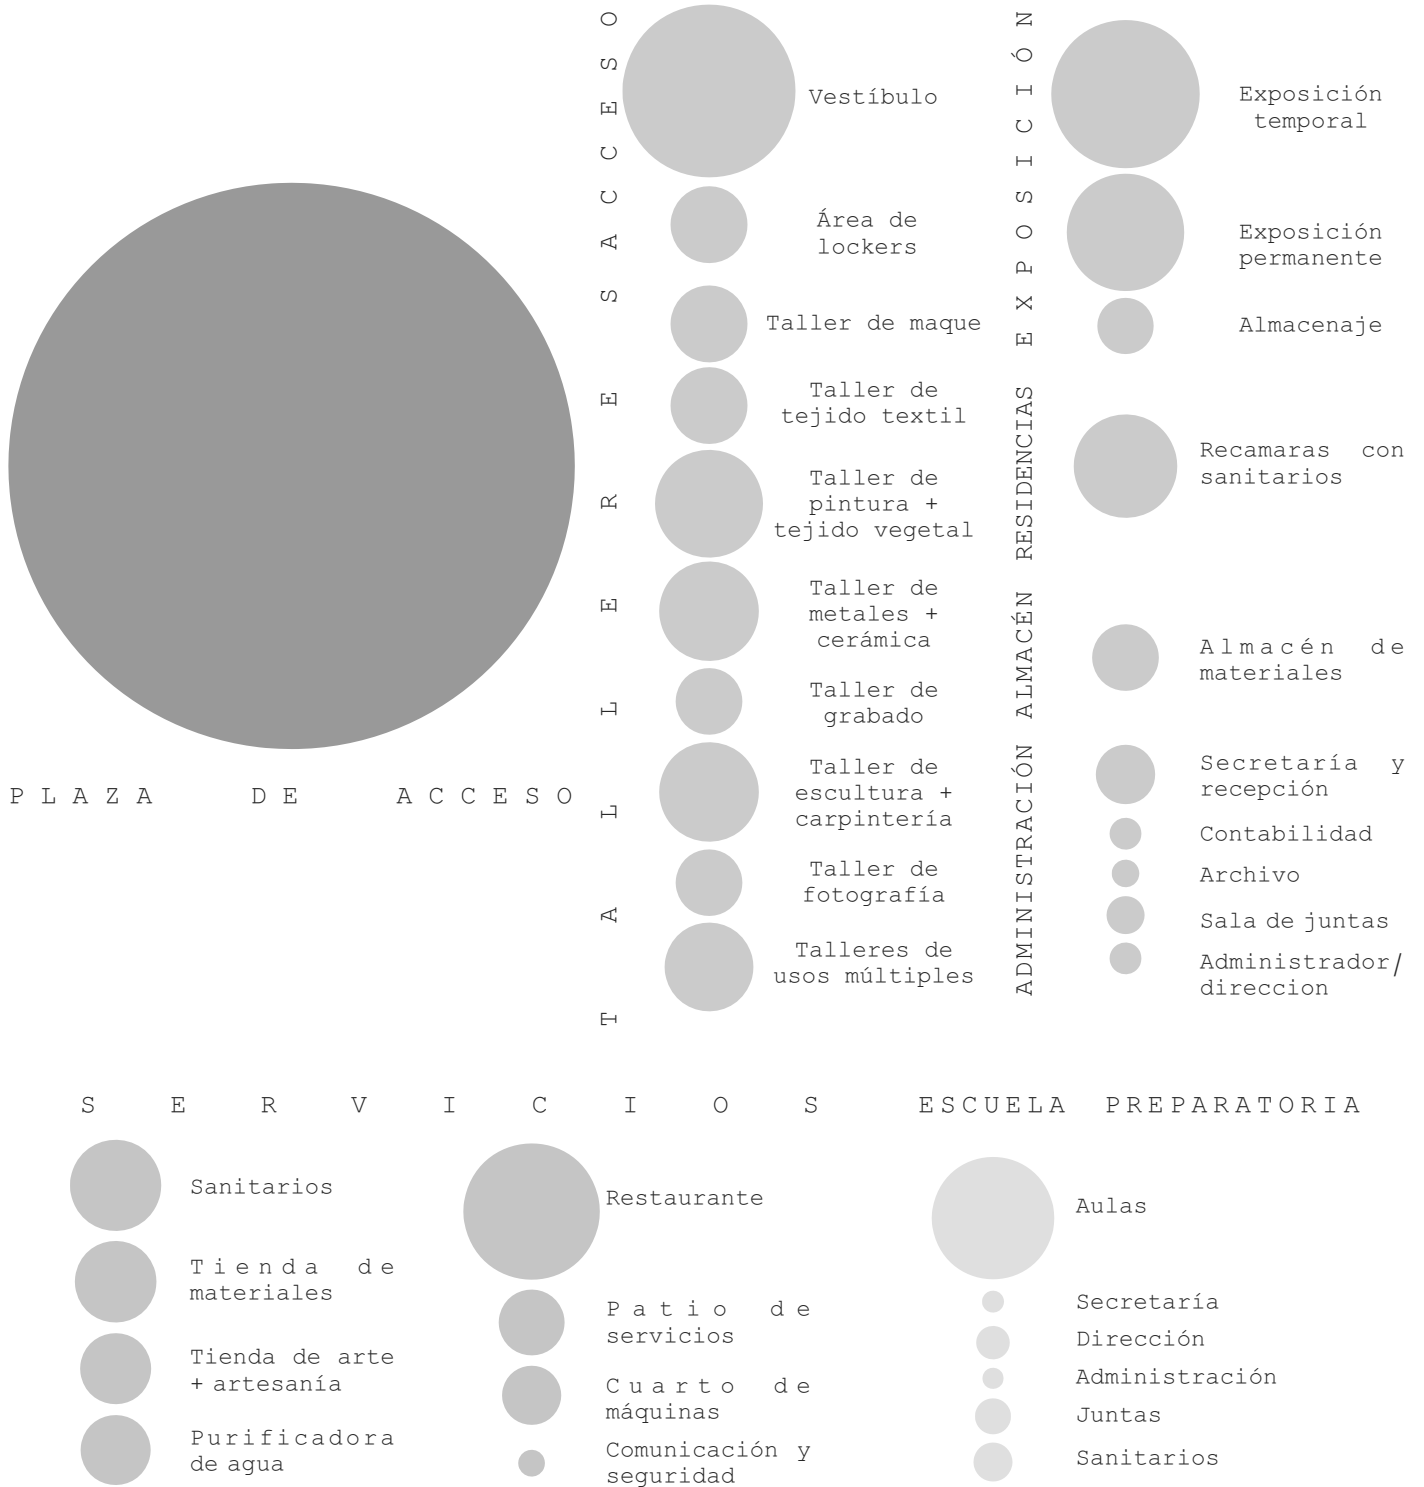 PLAZA DE ACCESO
ACCESO
Vestíbulo
Área de
lockers
TALLERES
Taller de maque
Taller de
tejido textil
Taller de
pintura +
tejido vegetal
Taller de
metales +
cerámica
Taller de
grabado
Taller de
escultura +
carpintería
Taller de
fotografía
Talleres de
usos múltiples
EXPOSICIÓN
Exposición
temporal
Exposición
permanente
Almacenaje
RESIDENCIAS
Recamaras con
sanitarios
ALMACÉN
Almacén de
materiales
ADMINISTRACIÓN
Secretaría y
recepción
Contabilidad
Archivo
Sala de juntas
Administrador/
direccion
SERVICIOS
Sanitarios
Tienda de
materiales
Tienda de arte
+ artesanía
Purificadora
de agua
Restaurante
Patio de
servicios
Cuarto de
máquinas
Comunicación y
seguridad
ESCUELA PREPARATORIA
Aulas
Secretaría
Dirección
Administración
Juntas
Sanitarios